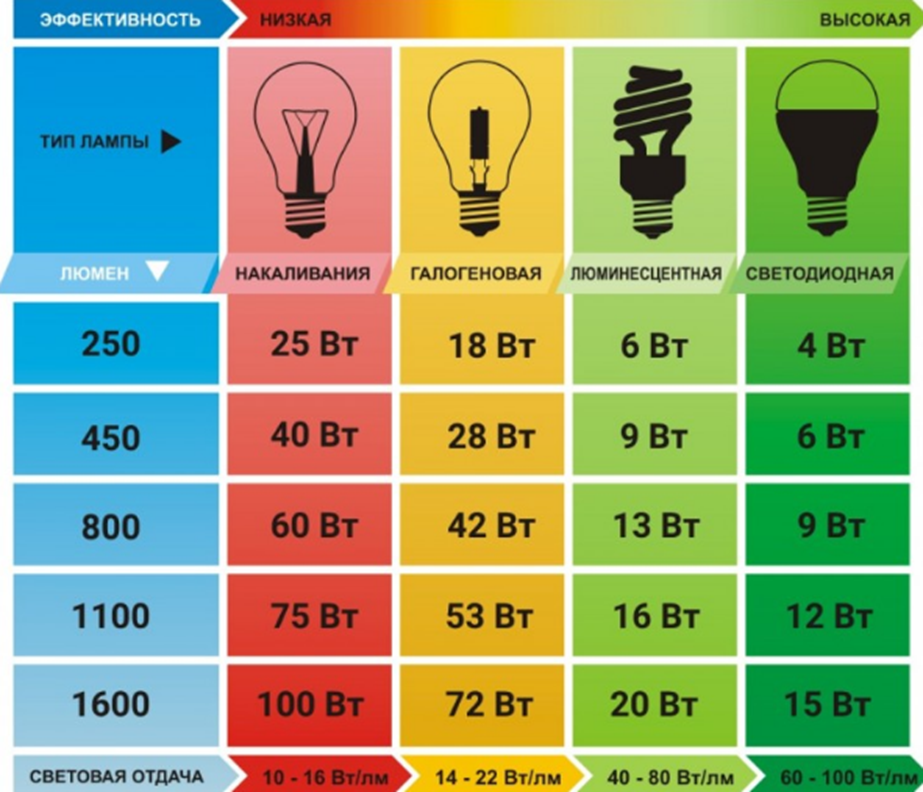 ЭФФЕКТИВНОСТЬ НИЗКАЯ ВЫСОКАЯ
ТИП ЛАМПЫ
ЛЮМЕН НАКАЛИВАНИЯ ГАЛОГЕНОВАЯ ЛЮМИНЕСЦЕНТНАЯ СВЕТОДИОДНАЯ
250 25 Вт 18 Вт 6 Вт 4 Вт
450 40 Вт 28 Вт 9 Вт 6 Вт
800 60 Вт 42 Вт 13 Вт 9 Вт
1100 75 Вт 53 Вт 16 Вт 12 Вт
1600 100 Вт 72 Вт 20 Вт 15 Вт
СВЕТОВАЯ ОТДАЧА 10 - 16 Вт/лм 14 - 22 Вт/лм 40 - 80 Вт/лм 60 - 100 Вт/лм